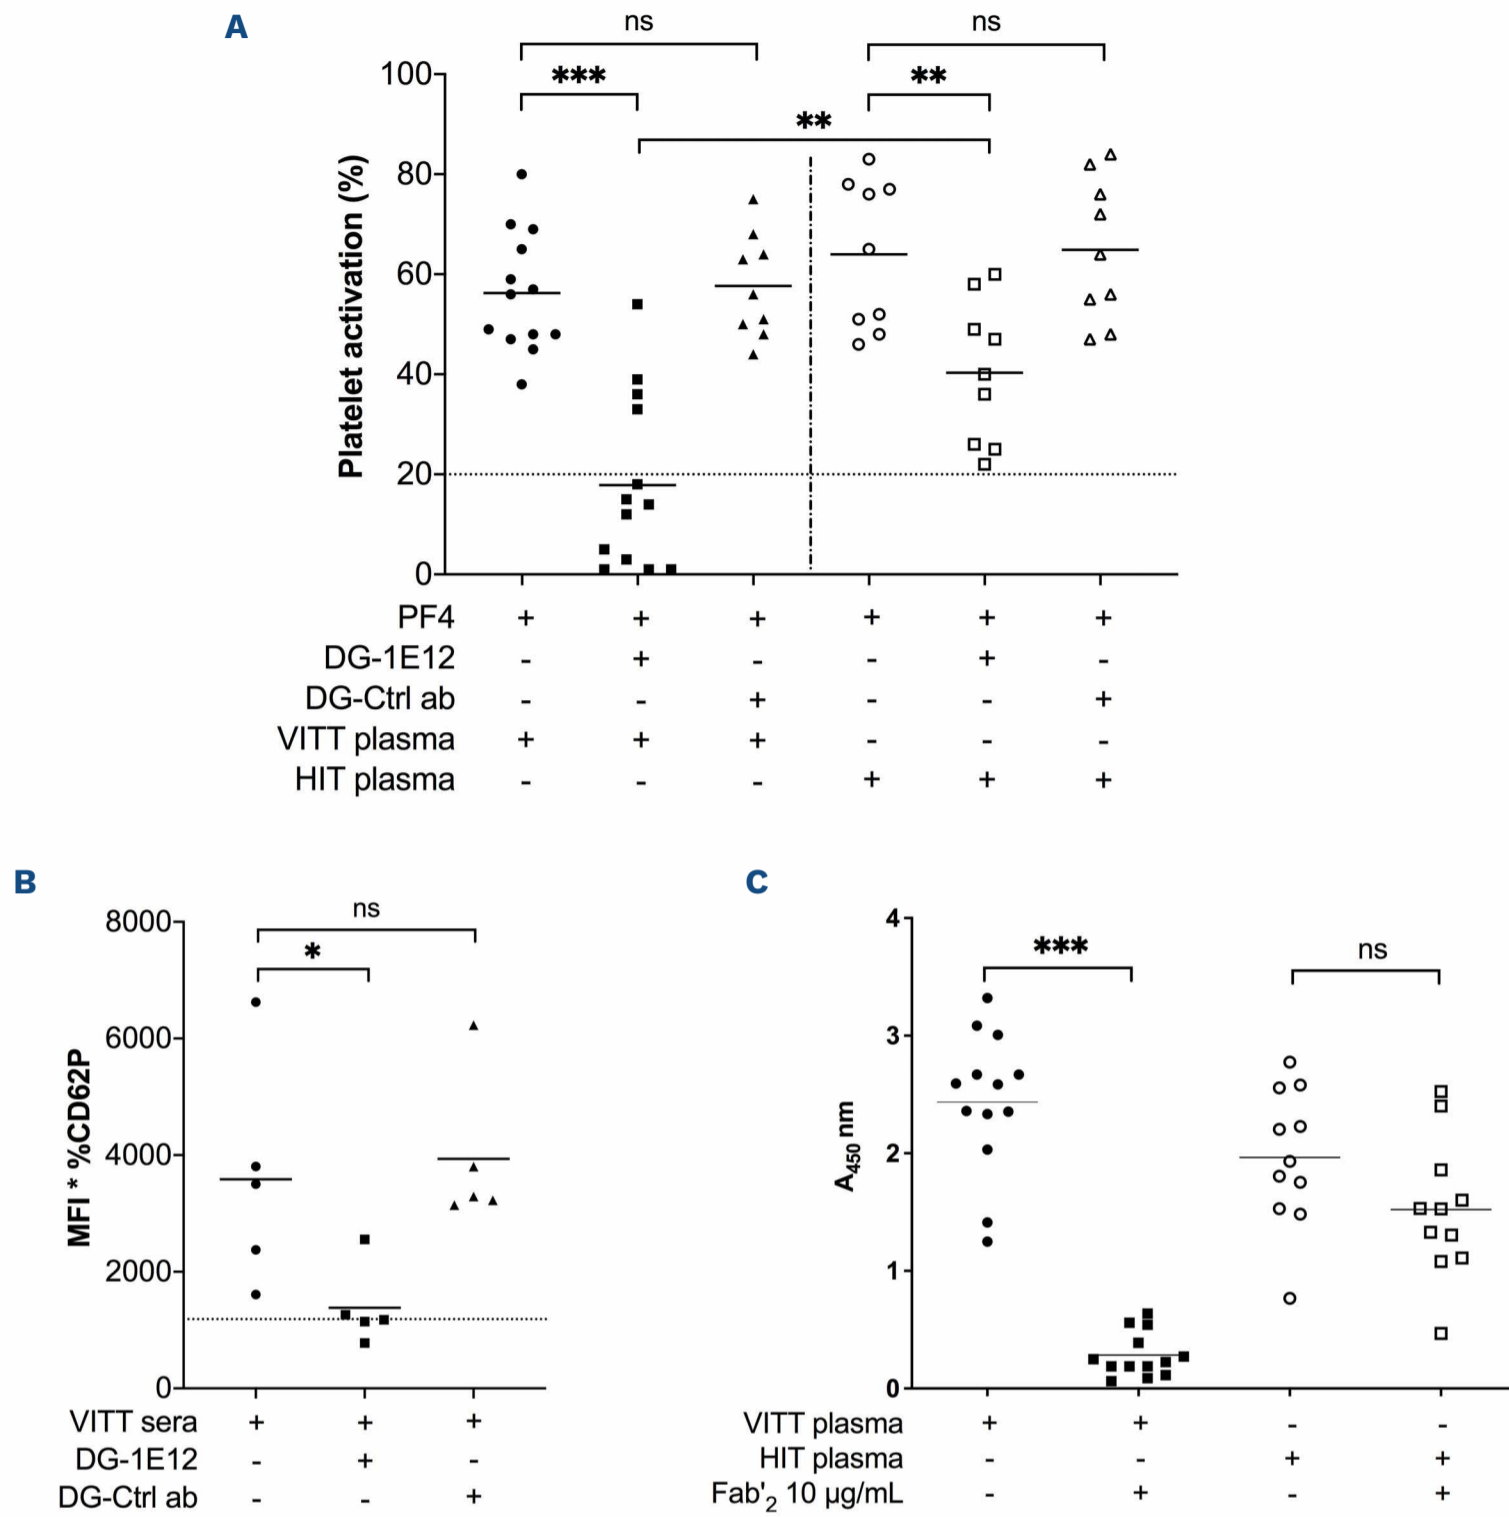 A
ns ns
*** **
**
100
80
60
40
20
0
Platelet activation (%)
PF4 + + + + + +
DG-1E12 - + - - + -
DG-Ctrl ab - - + - - +
VITT plasma + + + - - -
HIT plasma - - - + + +
B
ns
*
8000
6000
4000
2000
0
MFI * %CD62P
VITT sera + + +
DG-1E12 - + -
DG-Ctrl ab - - +
C
*** ns
4
3
2
1
0
A450 nm
VITT plasma + + - -
HIT plasma - - + +
Fab'2 10 µg/mL - + - +